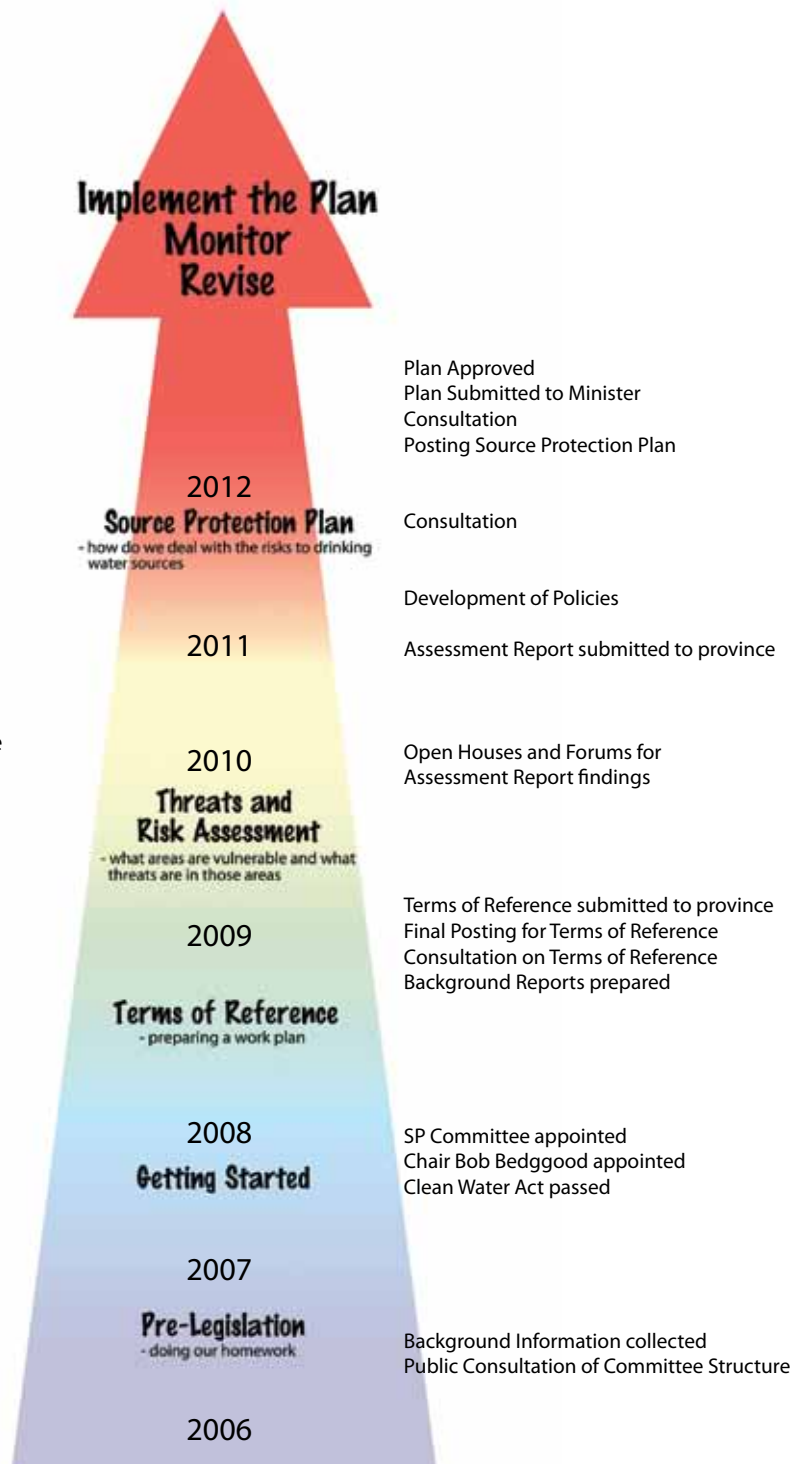 Implement the Plan
Monitor
Revise
Plan Approved
Plan Submitted to Minister
Consultation
Posting Source Protection Plan
2012
Source Protection Plan
- how do we deal with the risks to drinking
water sources
Consultation
Development of Policies
2011
Assessment Report submitted to province
e
2010
Open Houses and Forums for
Assessment Report findings
Threats and
Risk Assessment
- what areas are vulnerable and what
threats are in those areas
2009
Terms of Reference submitted to province
Final Posting for Terms of Reference
Consultation on Terms of Reference
Background Reports prepared
Terms of Reference
- preparing a work plan
2008
Getting Started
SP Committee appointed
Chair Bob Bedggood appointed
Clean Water Act passed
2007
Pre-Legislation
- doing our homework
Background Information collected
Public Consultation of Committee Structure
2006